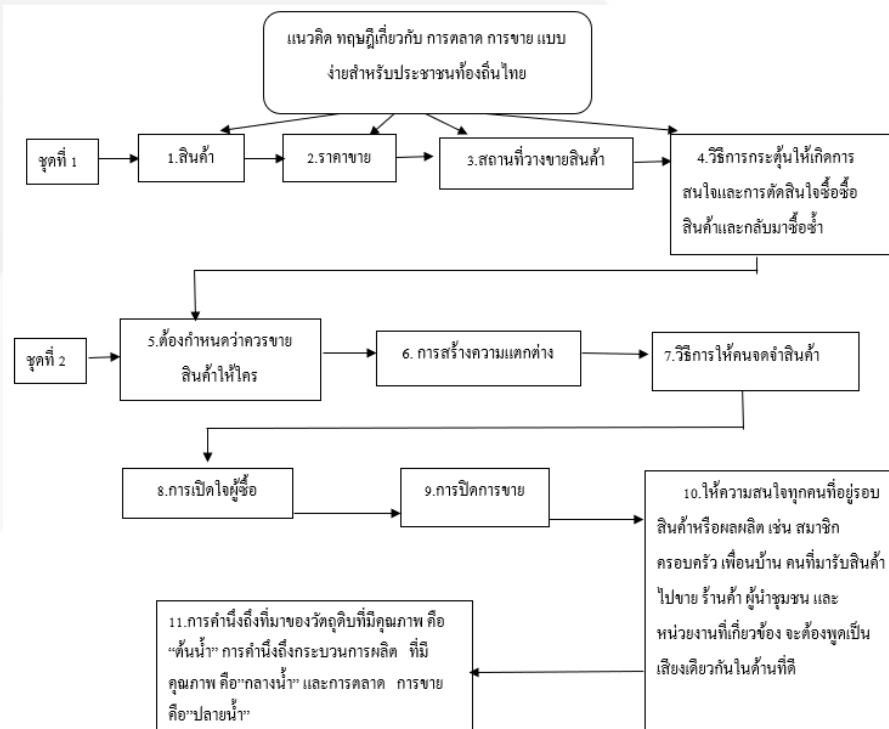 แนวคิด ทฤษฎีเกี่ยวกับ การตลาด การขาย แบบ
ง่ายสำหรับประชาชนท้องถิ่นไทย
ชุดที่ 1
1.สินค้า
2.ราคาขาย
3.สถานที่วางขายสินค้า
4.วิธีการกระตุ้นให้เกิดการ
สนใจและการตัดสินใจซื้อซื้อ
สินค้าและกลับมาซื้อซ้ำ
ชุดที่ 2
5.ต้องกำหนดว่าควรขาย
สินค้าให้ใคร
6. การสร้างความแตกต่าง
7.วิธีการให้คนจดจำสินค้า
8.การเปิดใจผู้ซื้อ
9.การปิดการขาย
10.ให้ความสนใจทุกคนที่อยู่รอบ
สินค้าหรือผลผลิต เช่น สมาชิก
ครอบครัว เพื่อนบ้าน คนที่มารับสินค้า
ไปขาย ร้านค้า ผู้นำชุมชน และ
หน่วยงานที่เกี่ยวข้อง จะต้องพูดเป็น
เสียงเดียวกันในด้านที่ดี
11.การคำนึงถึงที่มาของวัตถุดิบที่มีคุณภาพ คือ
“ต้นน้ำ” การคำนึงถึงกระบวนการผลิต ที่มี
คุณภาพ คือ”กลางน้ำ” และการตลาด การขาย
คือ”ปลายน้ำ”